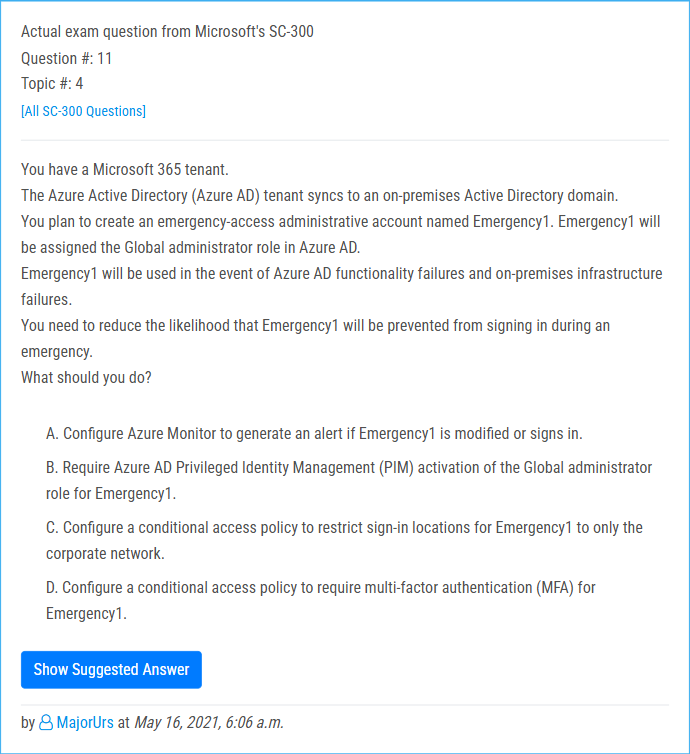 Actual exam question from Microsoft's SC-300
Question #: 11
Topic #: 4
[All SC-300 Questions]
You have a Microsoft 365 tenant.
The Azure Active Directory (Azure AD) tenant syncs to an on-premises Active Directory domain.
You plan to create an emergency-access administrative account named Emergency1. Emergency1 will
be assigned the Global administrator role in Azure AD.
Emergency1 will be used in the event of Azure AD functionality failures and on-premises infrastructure
failures.
You need to reduce the likelihood that Emergency1 will be prevented from signing in during an
emergency.
What should you do?
A. Configure Azure Monitor to generate an alert if Emergency1 is modified or signs in.
B. Require Azure AD Privileged Identity Management (PIM) activation of the Global administrator
role for Emergency1.
C. Configure a conditional access policy to restrict sign-in locations for Emergency1 to only the
corporate network.
D. Configure a conditional access policy to require multi-factor authentication (MFA) for
Emergency1.
Show Suggested Answer
by MajorUrs at May 16, 2021, 6:06 a.m.